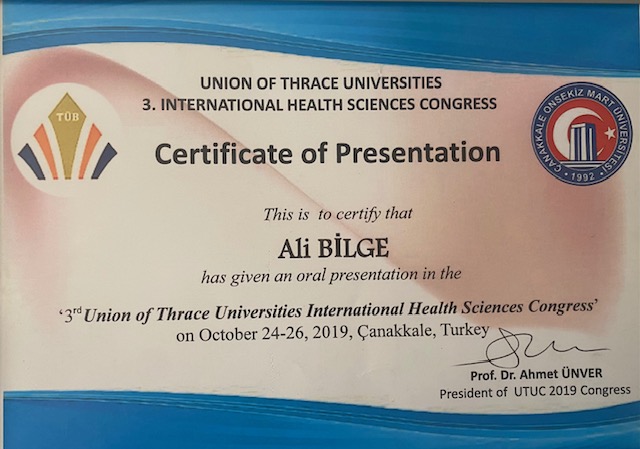 UNION OF THRACE UNIVERSITIES
3. INTERNATIONAL HEALTH SCIENCES CONGRESS
TÜB
ÇANAKKALE ONSEKİZ MART ÜNİVERSİTESİ
• 1992 •
Certificate of Presentation
This is to certify that
Ali BİLGE
has given an oral presentation in the
‘3rd Union of Thrace Universities International Health Sciences Congress’
on October 24-26, 2019, Çanakkale, Turkey
Prof. Dr. Ahmet ÜNVER
President of UTUC 2019 Congress